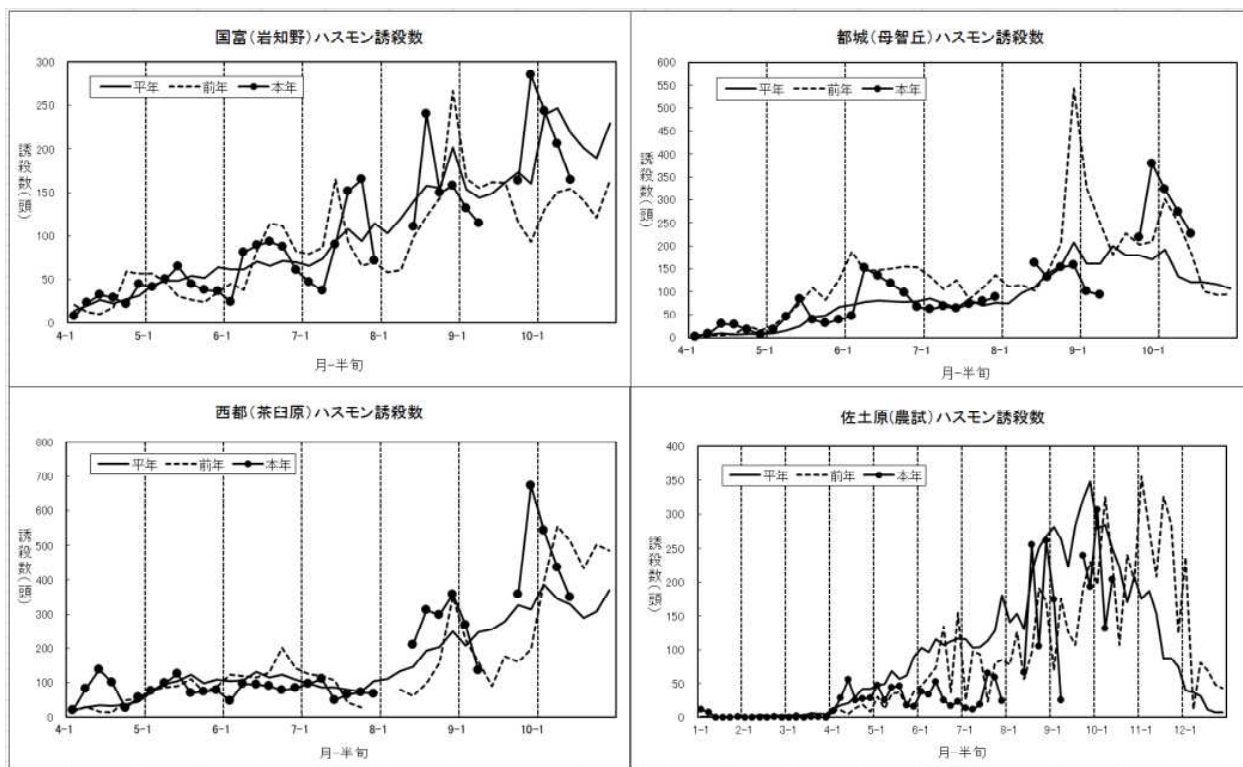 国富(岩知野)ハスモン誘殺数
平年 前年 本年
誘殺数(頭)
300
250
200
150
100
50
0
4-1 5-1 6-1 7-1 8-1 9-1 10-1
月-半旬
都城(母智丘)ハスモン誘殺数
平年 前年 本年
誘殺数(頭)
600
550
500
450
400
350
300
250
200
150
100
50
0
4-1 5-1 6-1 7-1 8-1 9-1 10-1
月-半旬
西都(茶臼原)ハスモン誘殺数
平年 前年 本年
誘殺数(頭)
800
700
600
500
400
300
200
100
0
4-1 5-1 6-1 7-1 8-1 9-1 10-1
月-半旬
佐土原(農試)ハスモン誘殺数
平年 前年 本年
誘殺数(頭)
400
350
300
250
200
150
100
50
0
1-1 2-1 3-1 4-1 5-1 6-1 7-1 8-1 9-1 10-1 11-1 12-1
月-半旬